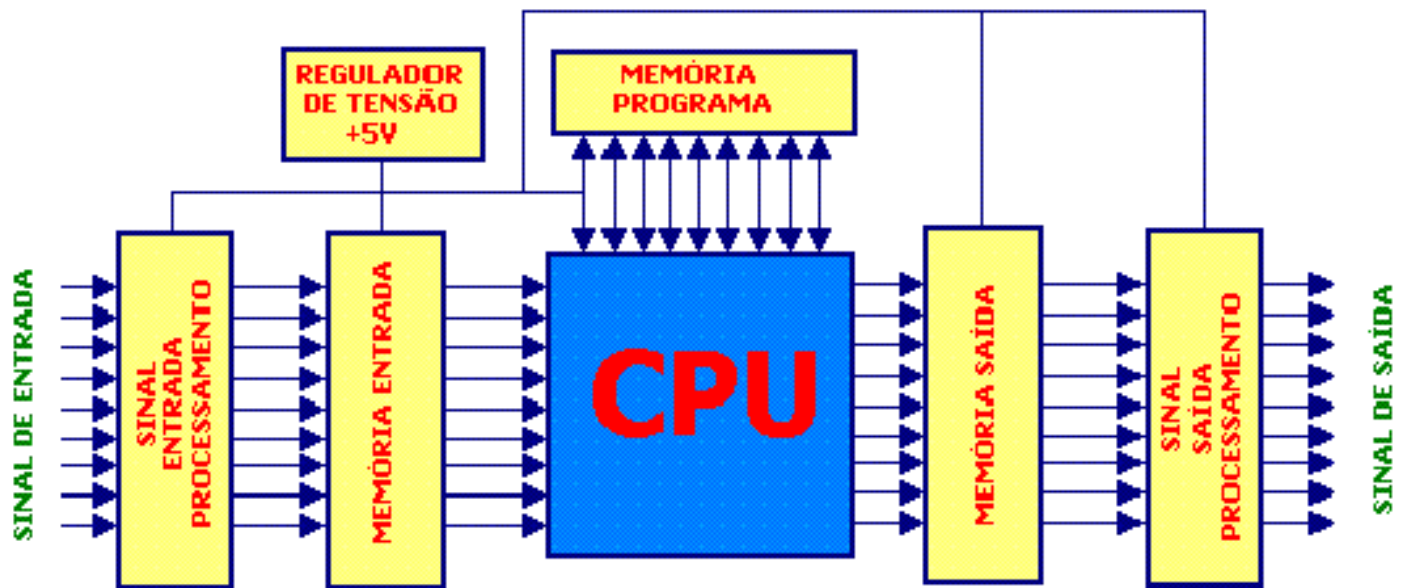 REGULADOR
DE TENSÃO
+5V
MEMÓRIA
PROGRAMA
SINAL DE ENTRADA
SINAL
ENTRADA
PROCESSAMENTO
MEMÓRIA ENTRADA
CPU
MEMÓRIA SAÍDA
SINAL
SAÍDA
PROCESSAMENTO
SINAL DE SAÍDA